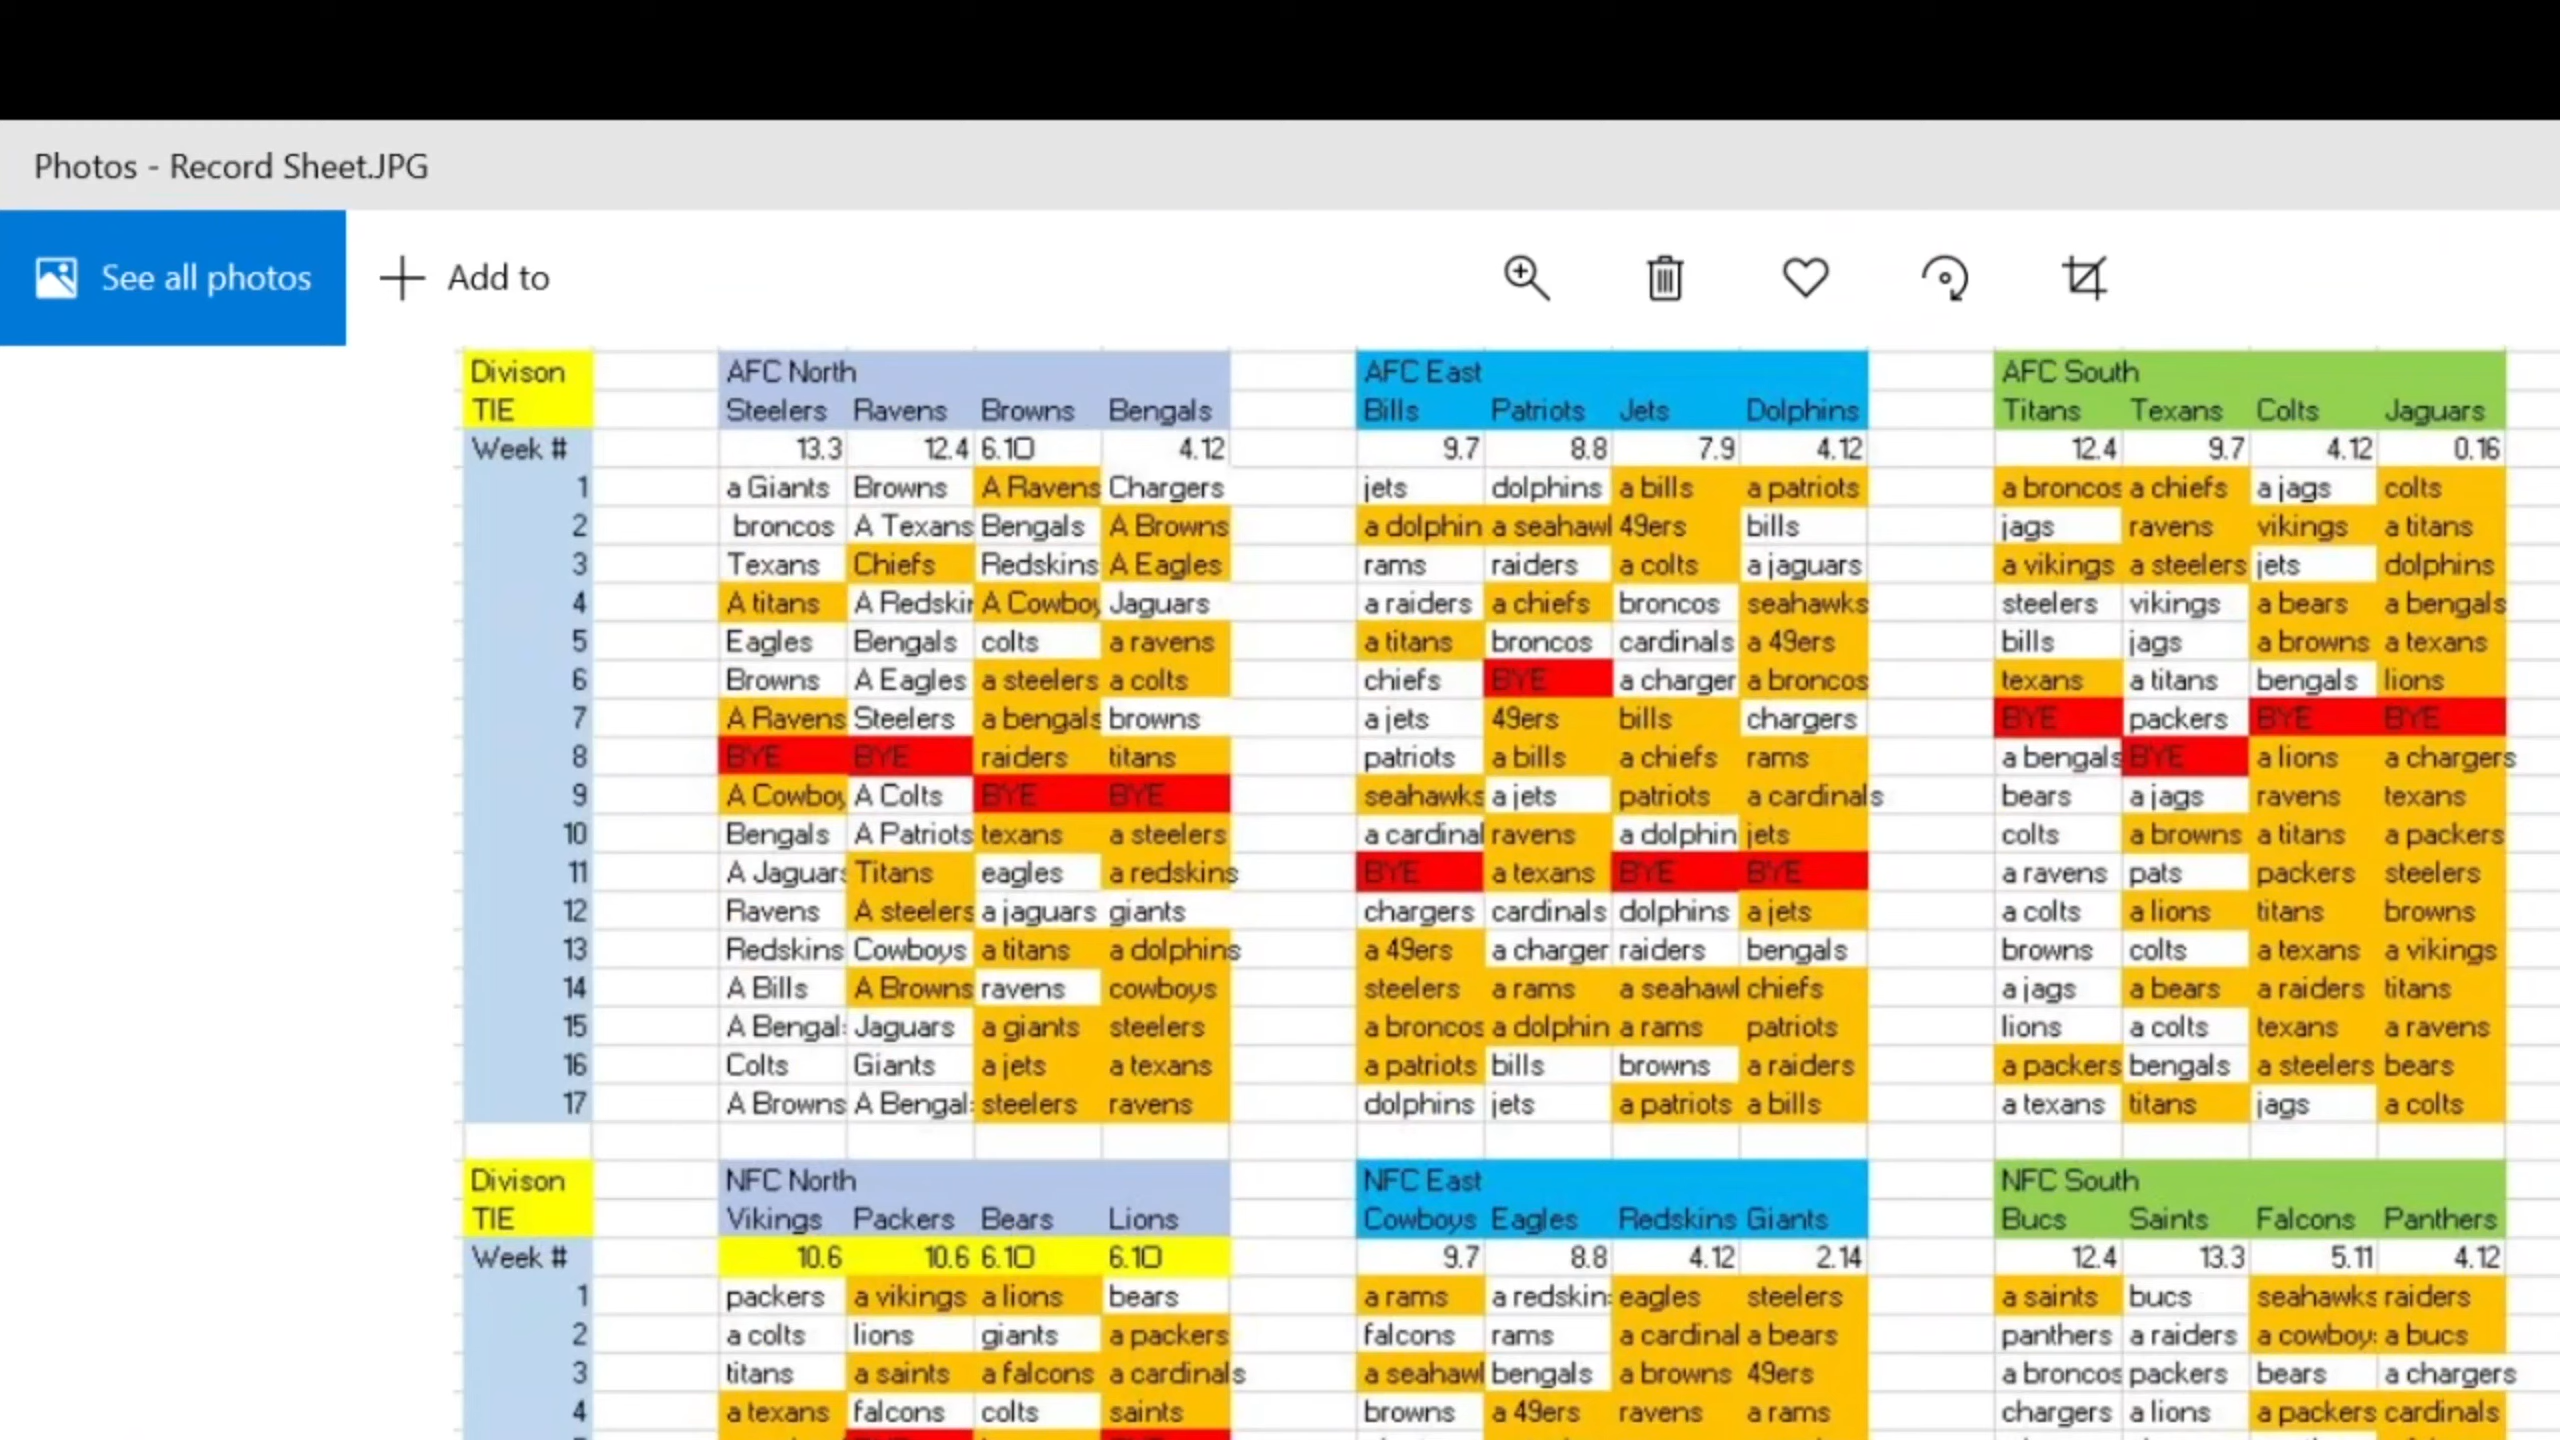 Photos - Record Sheet.JPG
See all photos Add to
Divison AFC North AFC East AFC South
TIE Steelers Ravens Browns Bengals Bills Patriots Jets Dolphins Titans Texans Colts Jaguars
Week # 13.3 12.4 6.10 4.12 9.7 8.8 7.9 4.12 12.4 9.7 4.12 0.16
1 a Giants Browns A Ravens Chargers jets dolphins a bills a patriots a broncos a chiefs a jags colts
2 broncos A Texans Bengals A Browns a dolphin a seahawl 49ers bills jags ravens vikings a titans
3 Texans Chiefs Redskins A Eagles rams raiders a colts a jaguars a vikings a steelers jets dolphins
4 A titans A Redskir A Cowboy Jaguars a raiders a chiefs broncos seahawks steelers vikings a bears a bengals
5 Eagles Bengals colts a ravens a titans broncos cardinals a 49ers bills jags a browns a texans
6 Browns A Eagles a steelers a colts chiefs BYE a charger a broncos texans a titans bengals lions
7 A Ravens Steelers a bengals browns a jets 49ers bills chargers BYE packers BYE BYE
8 BYE BYE raiders titans patriots a bills a chiefs rams a bengals BYE a lions a chargers
9 A Cowboy A Colts BYE BYE seahawks a jets patriots a cardinals bears a jags ravens texans
10 Bengals A Patriots texans a steelers a cardinal ravens a dolphin jets colts a browns a titans a packers
11 A Jaguars Titans eagles a redskins BYE a texans BYE BYE a ravens pats packers steelers
12 Ravens A steelers a jaguars giants chargers cardinals dolphins a jets a colts a lions titans browns
13 Redskins Cowboys a titans a dolphins a 49ers a charger raiders bengals browns colts a texans a vikings
14 A Bills A Browns ravens cowboys steelers a rams a seahawl chiefs a jags a bears a raiders titans
15 A Bengals Jaguars a giants steelers a broncos a dolphin a rams patriots lions a colts texans a ravens
16 Colts Giants a jets a texans a patriots bills browns a raiders a packers bengals a steelers bears
17 A Browns A Bengals steelers ravens dolphins jets a patriots a bills a texans titans jags a colts
Divison NFC North NFC East NFC South
TIE Vikings Packers Bears Lions Cowboys Eagles Redskins Giants Bucs Saints Falcons Panthers
Week # 10.6 10.6 6.10 6.10 9.7 8.8 4.12 2.14 12.4 13.3 5.11 4.12
1 packers a vikings a lions bears a rams a redskins eagles steelers a saints bucs seahawks raiders
2 a colts lions giants a packers falcons rams a cardinal a bears panthers a raiders a cowboys a bucs
3 titans a saints a falcons a cardinals a seahawl bengals a browns 49ers a broncos packers bears a chargers
4 a texans falcons colts saints browns a 49ers ravens a rams chargers a lions a packers cardinals